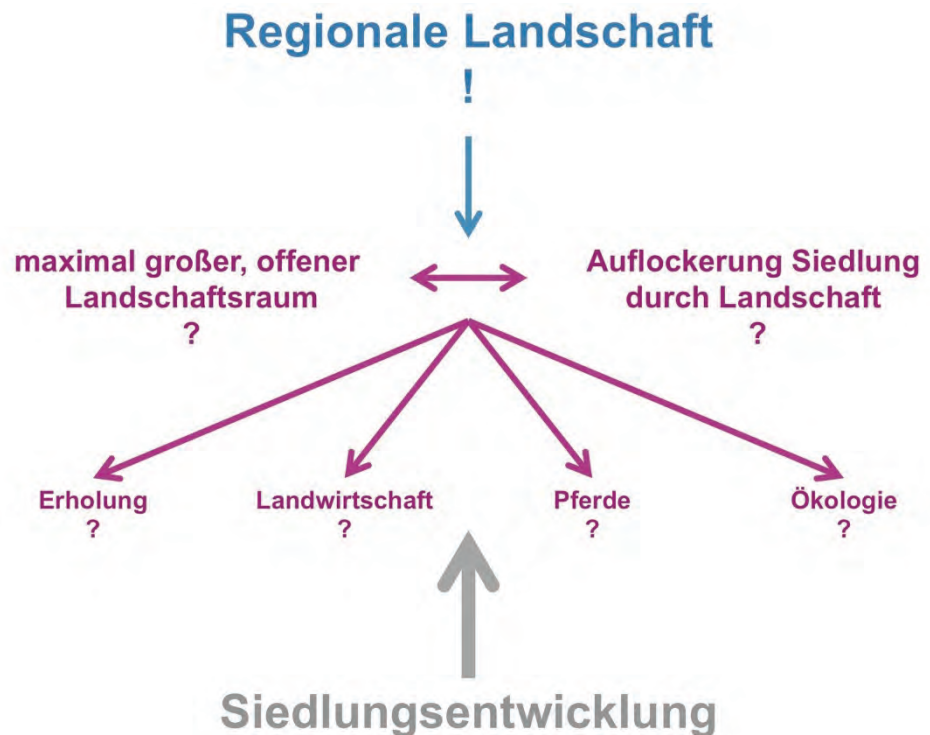 Regionale Landschaft
!
maximal großer, offener
Landschaftsraum
?
Auflockerung Siedlung
durch Landschaft
?
Erholung
?
Landwirtschaft
?
Pferde
?
Ökologie
?
Siedlungsentwicklung